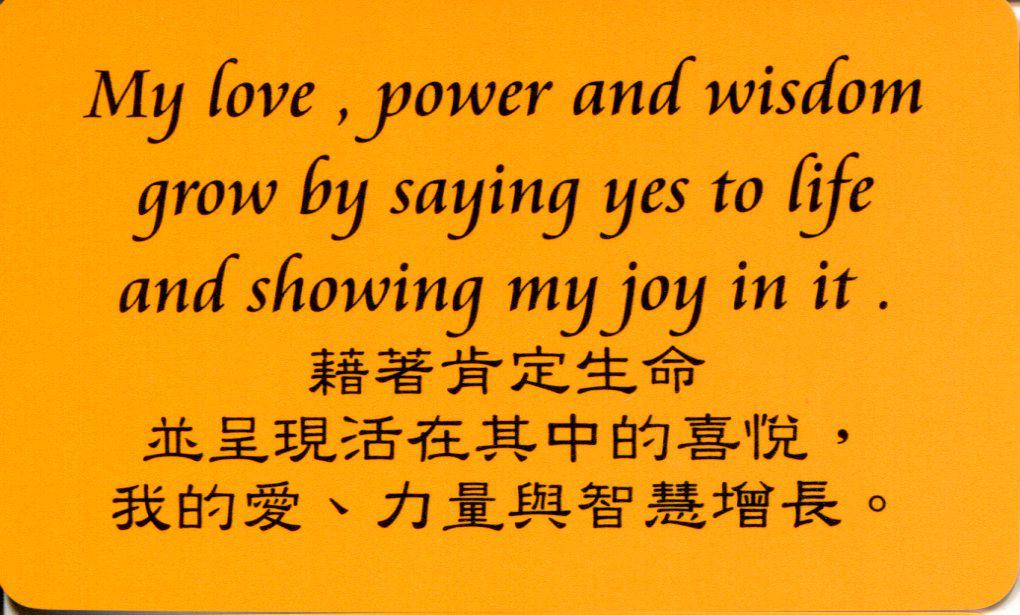 My love , power and wisdom
grow by saying yes to life
and showing my joy in it .
藉著肯定生命
並呈現活在其中的喜悅，
我的愛、力量與智慧增長。